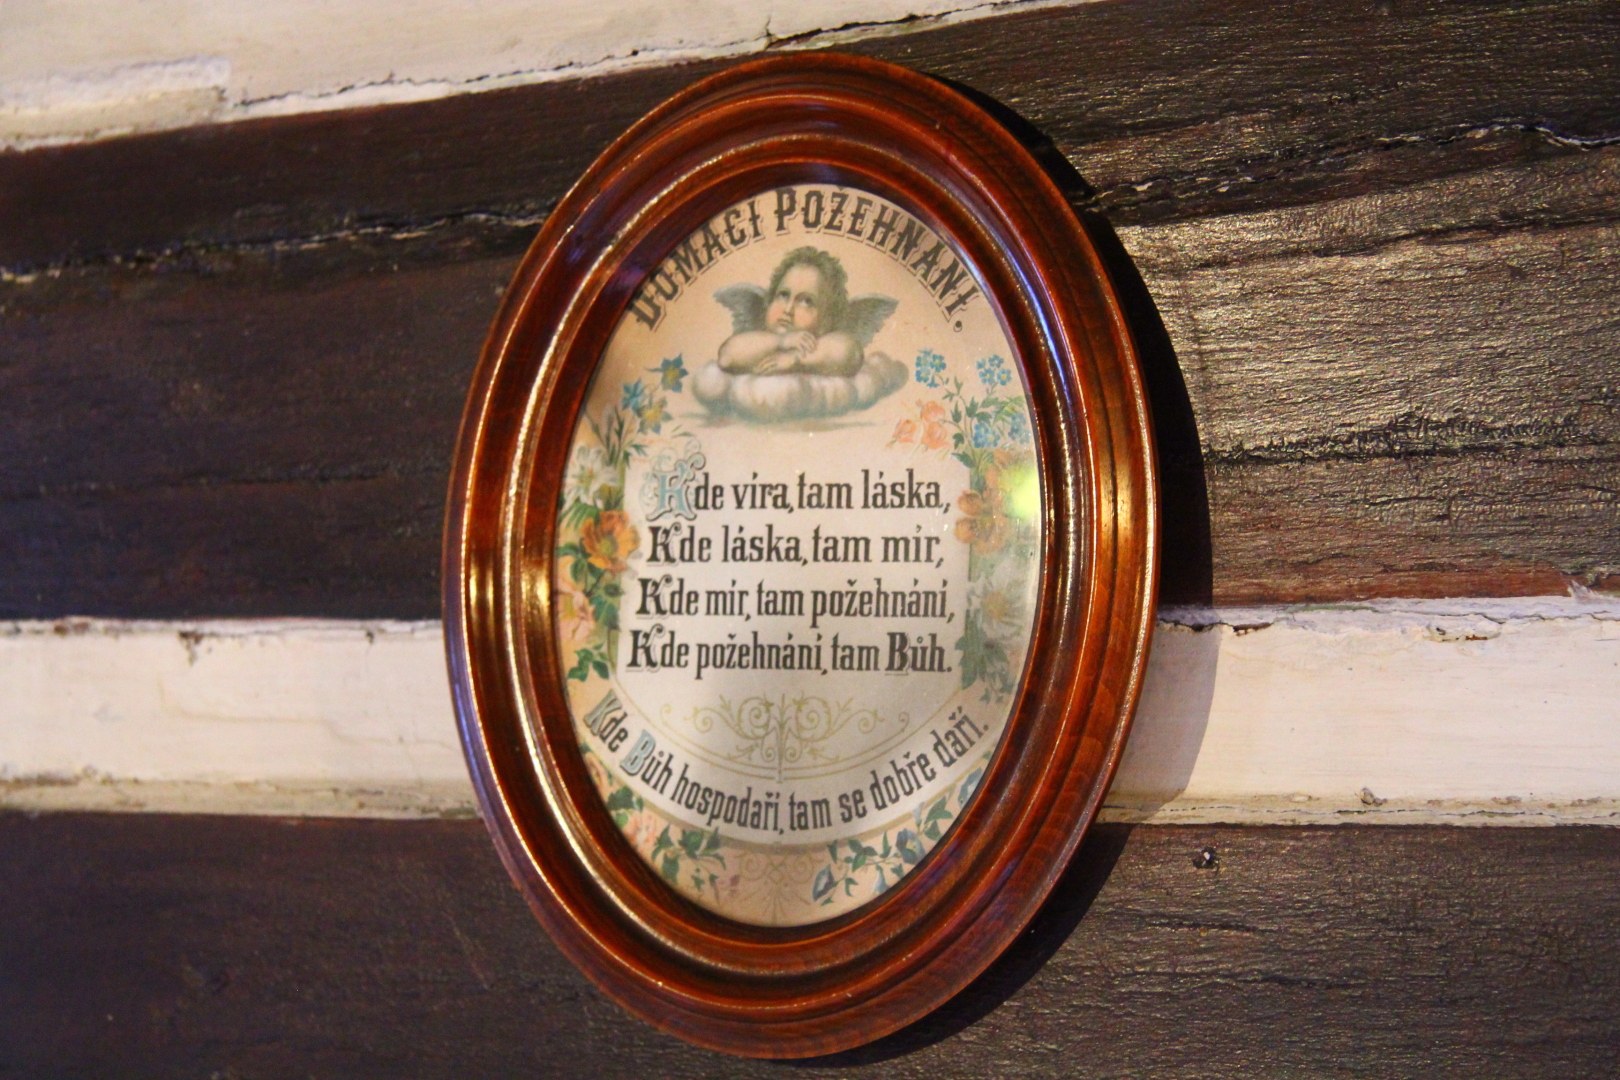 DOMÁCÍ POŽEHNÁNÍ.
Kde víra, tam láska,
Kde láska, tam mír,
Kde mír, tam požehnání,
Kde požehnání, tam Bůh.
Kde Bůh hospodaří, tam se dobře daří.